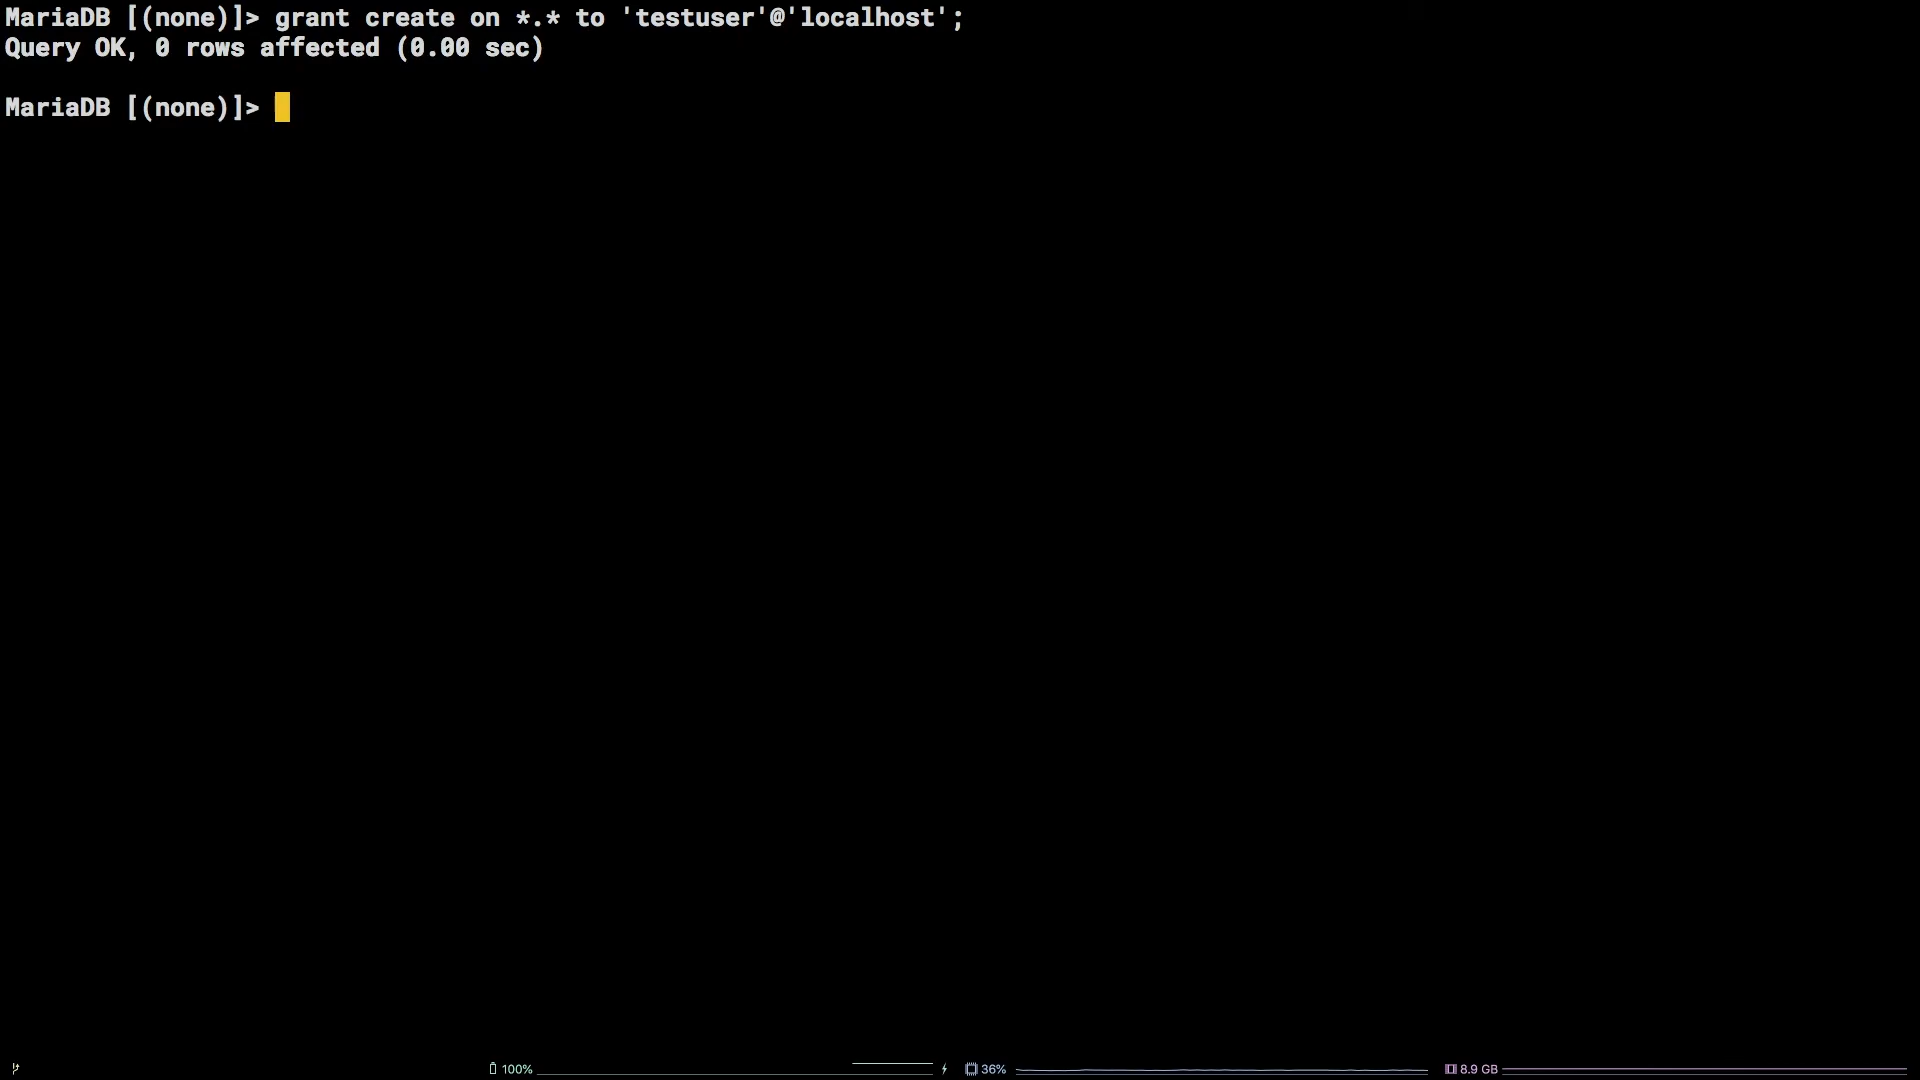 MariaDB [(none)]> grant create on *.* to 'testuser'@'localhost';
Query OK, 0 rows affected (0.00 sec)
MariaDB [(none)]>
100% 36% 8.9 GB